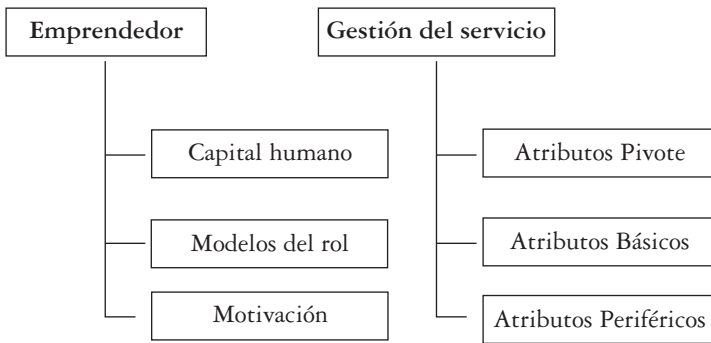 Emprendedor
Gestión del servicio
Capital humano
Atributos Pivote
Modelos del rol
Atributos Básicos
Motivación
Atributos Periféricos